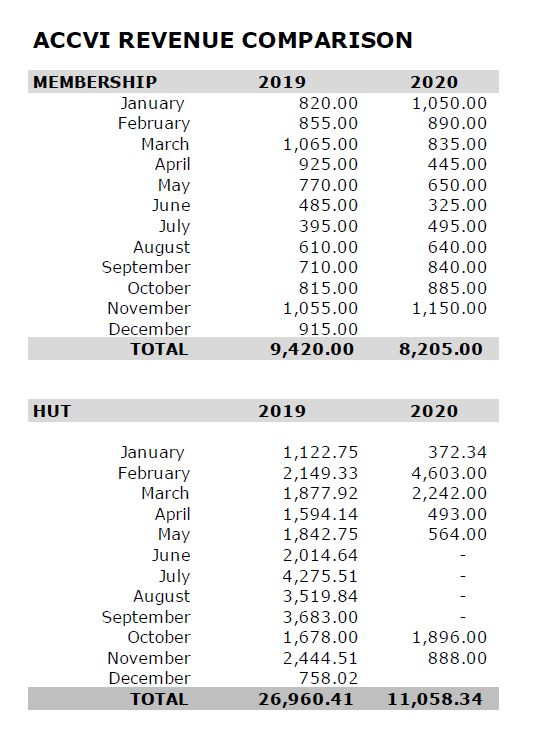 ACCVI REVENUE COMPARISON
MEMBERSHIP 2019 2020
January 820.00 1,050.00
February 855.00 890.00
March 1,065.00 835.00
April 925.00 445.00
May 770.00 650.00
June 485.00 325.00
July 395.00 495.00
August 610.00 640.00
September 710.00 840.00
October 815.00 885.00
November 1,055.00 1,150.00
December 915.00
TOTAL 9,420.00 8,205.00
HUT 2019 2020
January 1,122.75 372.34
February 2,149.33 4,603.00
March 1,877.92 2,242.00
April 1,594.14 493.00
May 1,842.75 564.00
June 2,014.64 -
July 4,275.51 -
August 3,519.84 -
September 3,683.00 -
October 1,678.00 1,896.00
November 2,444.51 888.00
December 758.02
TOTAL 26,960.41 11,058.34